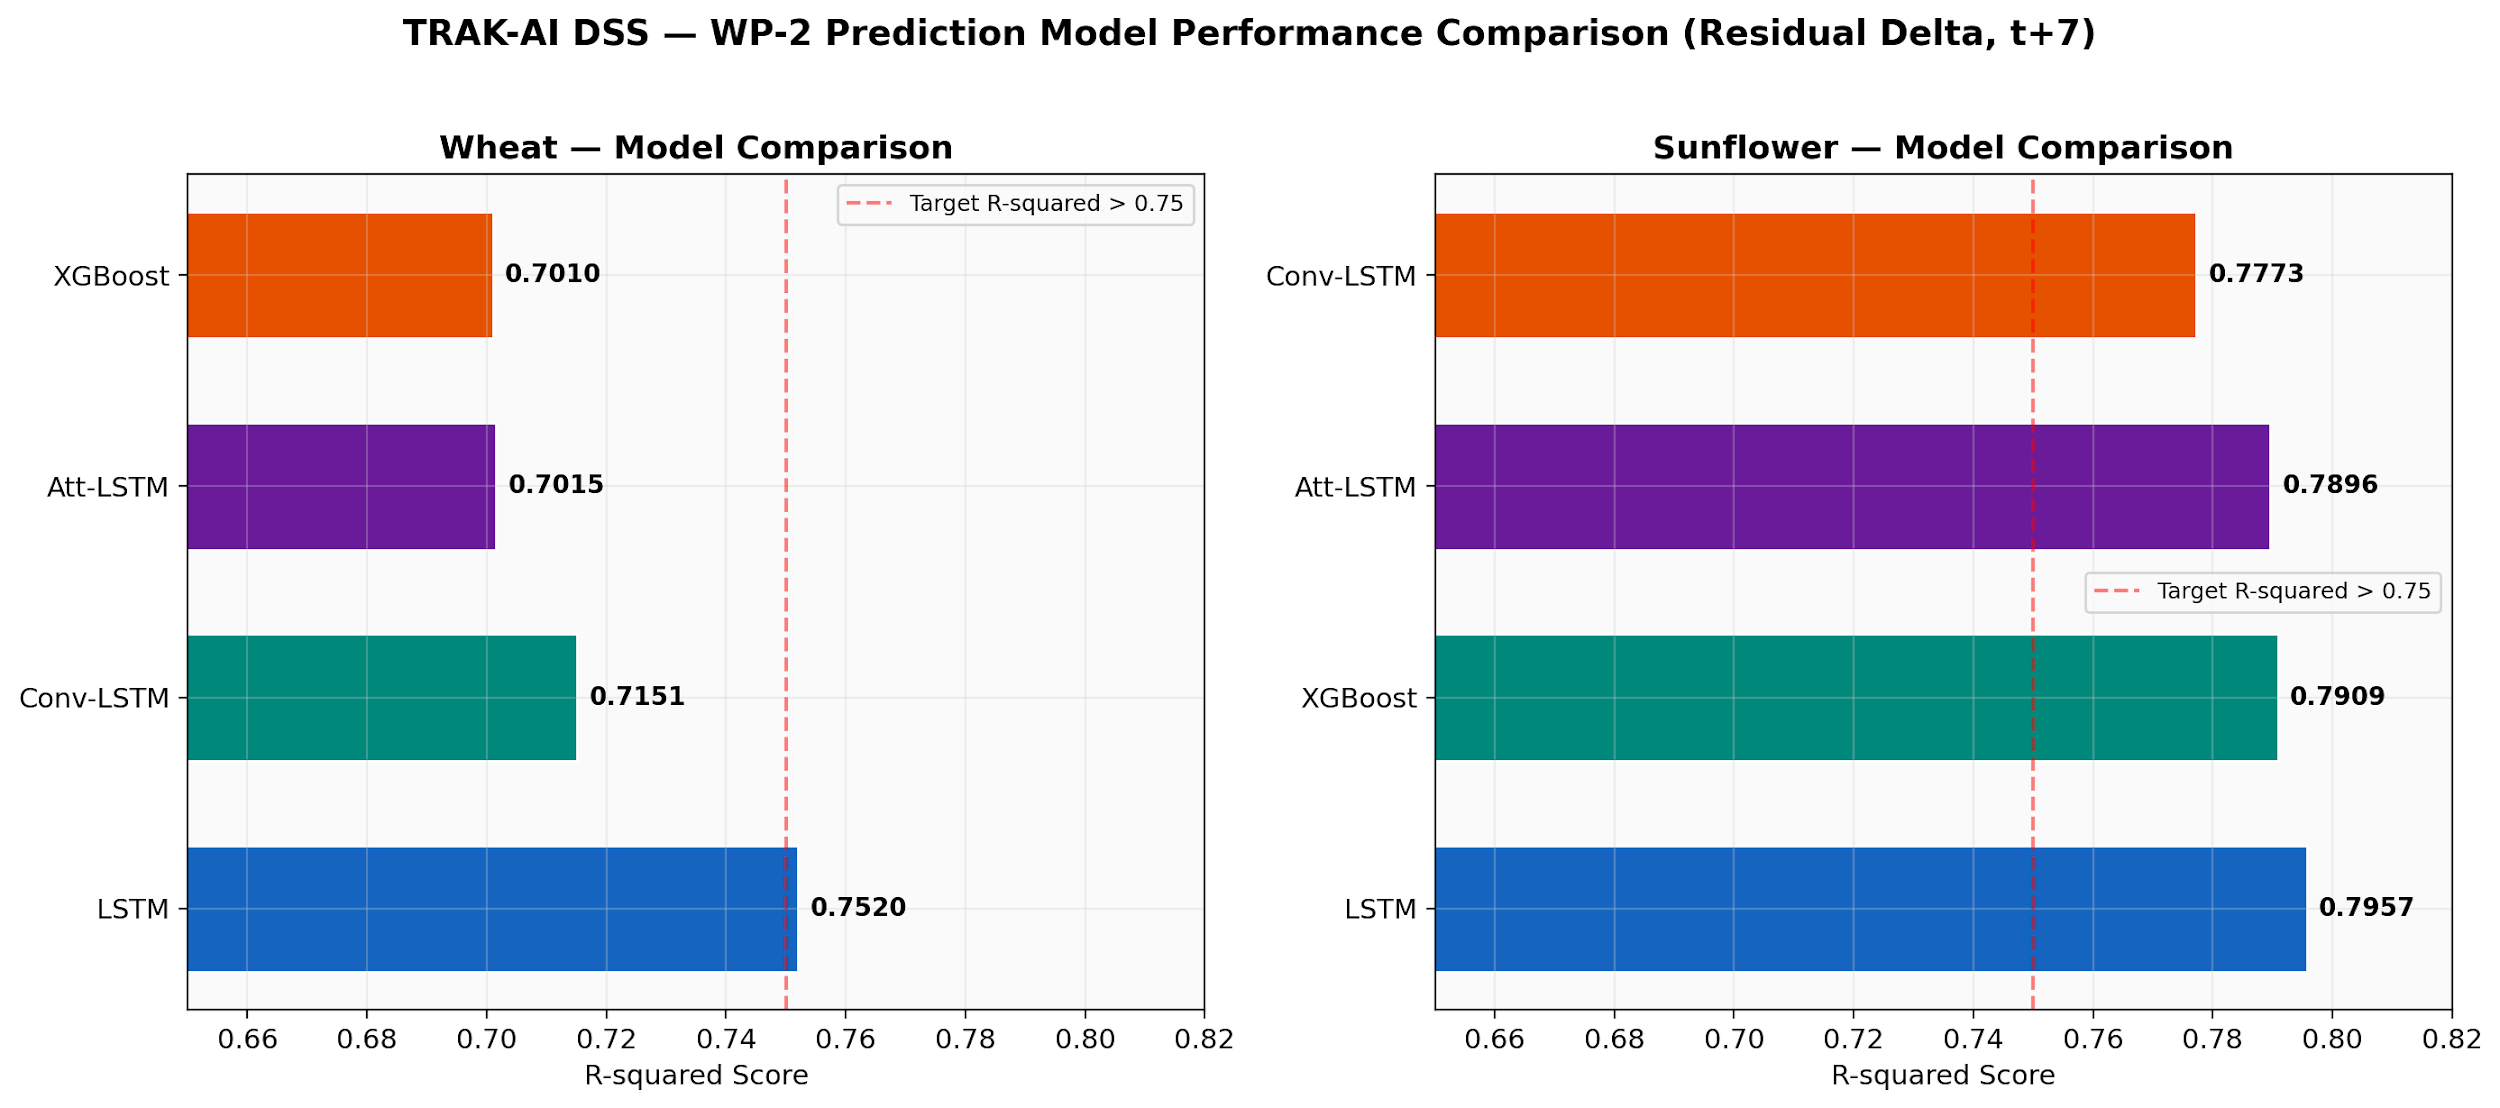 TRAK-AI DSS — WP-2 Prediction Model Performance Comparison (Residual Delta, t+7)
Wheat — Model Comparison
Target R-squared > 0.75
XGBoost
0.7010
Att-LSTM
0.7015
Conv-LSTM
0.7151
LSTM
0.7520
0.66 0.68 0.70 0.72 0.74 0.76 0.78 0.80 0.82
R-squared Score
Sunflower — Model Comparison
Conv-LSTM
0.7773
Att-LSTM
0.7896
Target R-squared > 0.75
XGBoost
0.7909
LSTM
0.7957
0.66 0.68 0.70 0.72 0.74 0.76 0.78 0.80 0.82
R-squared Score